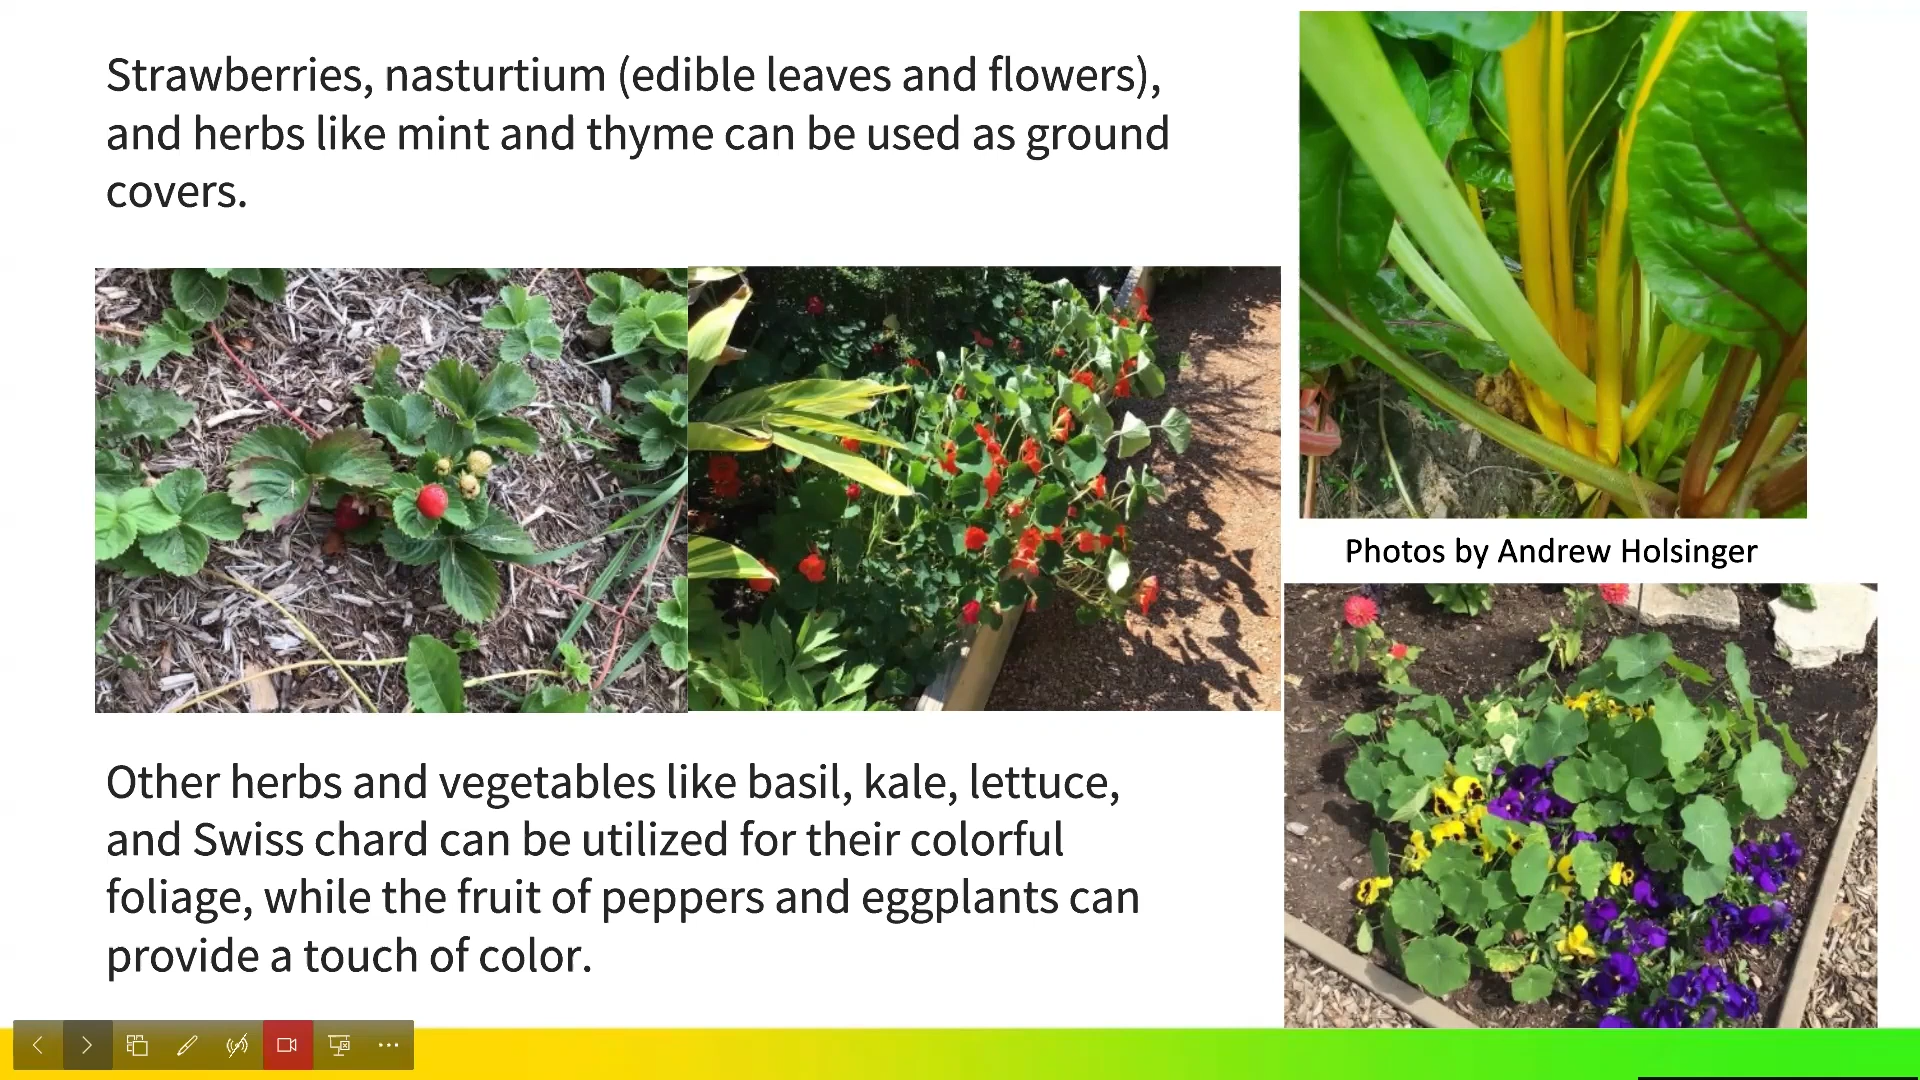 Strawberries, nasturtium (edible leaves and flowers),
and herbs like mint and thyme can be used as ground
covers.
Photos by Andrew Holsinger
Other herbs and vegetables like basil, kale, lettuce,
and Swiss chard can be utilized for their colorful
foliage, while the fruit of peppers and eggplants can
provide a touch of color.